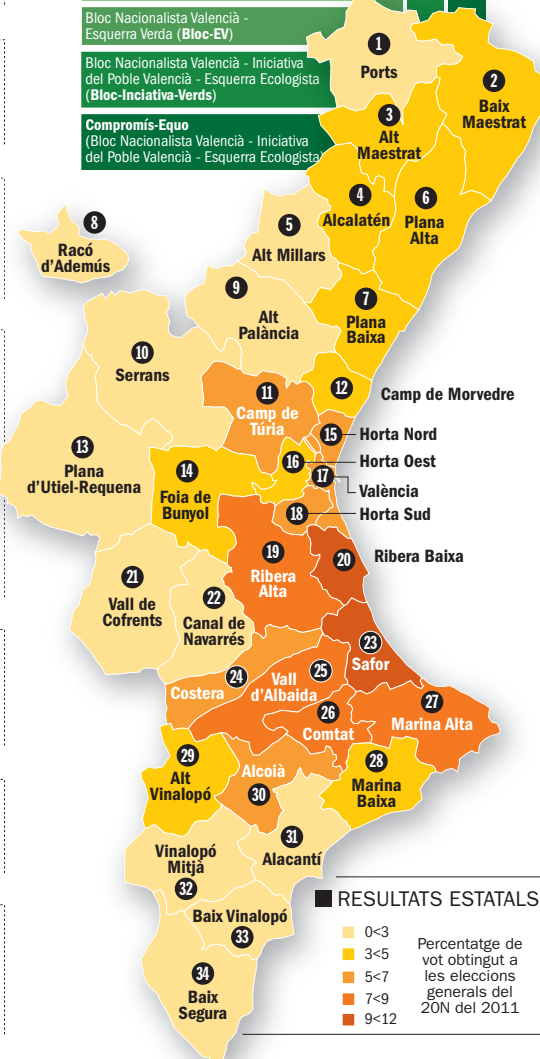 Bloc Nacionalista Valencià -
Esquerra Verda (Bloc-EV)
Bloc Nacionalista Valencià - Iniciativa
del Poble Valencià - Esquerra Ecologista
(Bloc-Inciativa-Verds)
Compromís-Equo
(Bloc Nacionalista Valencià - Iniciativa
del Poble Valencià - Esquerra Ecologista
1
Ports
2
Baix
Maestrat
3
Alt
Maestrat
4
Alcalatén
5
Alt Millars
6
Plana
Alta
7
Plana
Baixa
8
Racó
d'Ademús
9
Alt
Palància
10
Serrans
11
Camp de
Túria
12
Camp de Morvedre
13
Plana
d'Utiel-Requena
14
Foia de
Bunyol
15
Horta Nord
16
Horta Oest
17
València
18
Horta Sud
19
Ribera
Alta
20
Ribera Baixa
21
Vall de
Cofrents
22
Canal de
Navarrés
23
Safor
24
Costera
25
Vall
d'Albaida
26
Comtat
27
Marina Alta
28
Marina
Baixa
29
Alt
Vinalopó
Alcoià
30
31
Alacantí
Vinalopó
Mitjà
32
Baix Vinalopó
33
34
Baix
Segura
RESULTATS ESTATALS
0<3
3<5
5<7
7<9
9<12
Percentatge de
vot obtingut a
les eleccions
generals del
20N del 2011